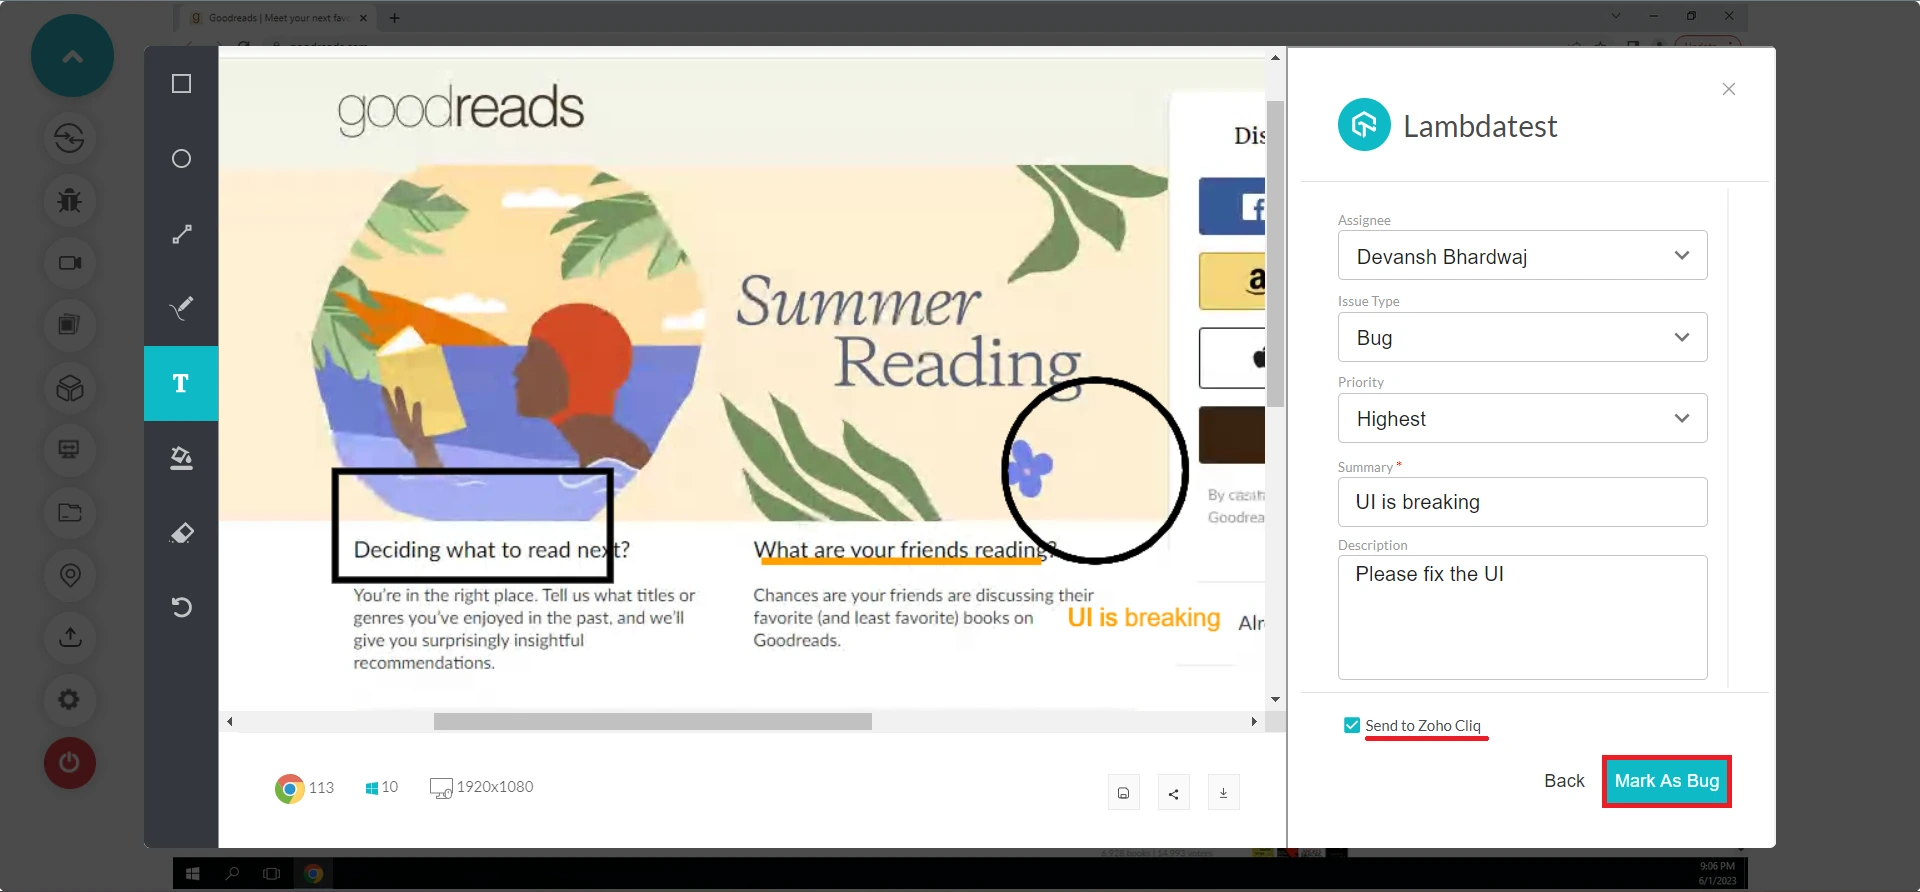 Goodreads | Meet your next favo
goodreads
Summer
Reading
Dis
a
By
Goodrea
Deciding what to read next?
You're in the right place. Tell us what titles or
genres you've enjoyed in the past, and we'll
give you surprisingly insightful
recommendations.
What are your friends reading?
Chances are your friends are discussing their
favorite (and least favorite) books on
Goodreads.
UI is breaking
Alr
113
10
1920x1080
T
Lambdatest
Assignee
Devansh Bhardwaj
Issue Type
Bug
Priority
Highest
Summary *
UI is breaking
Description
Please fix the UI
Send to Zoho Cliq
Back
Mark As Bug
9:06 PM
6/1/2023